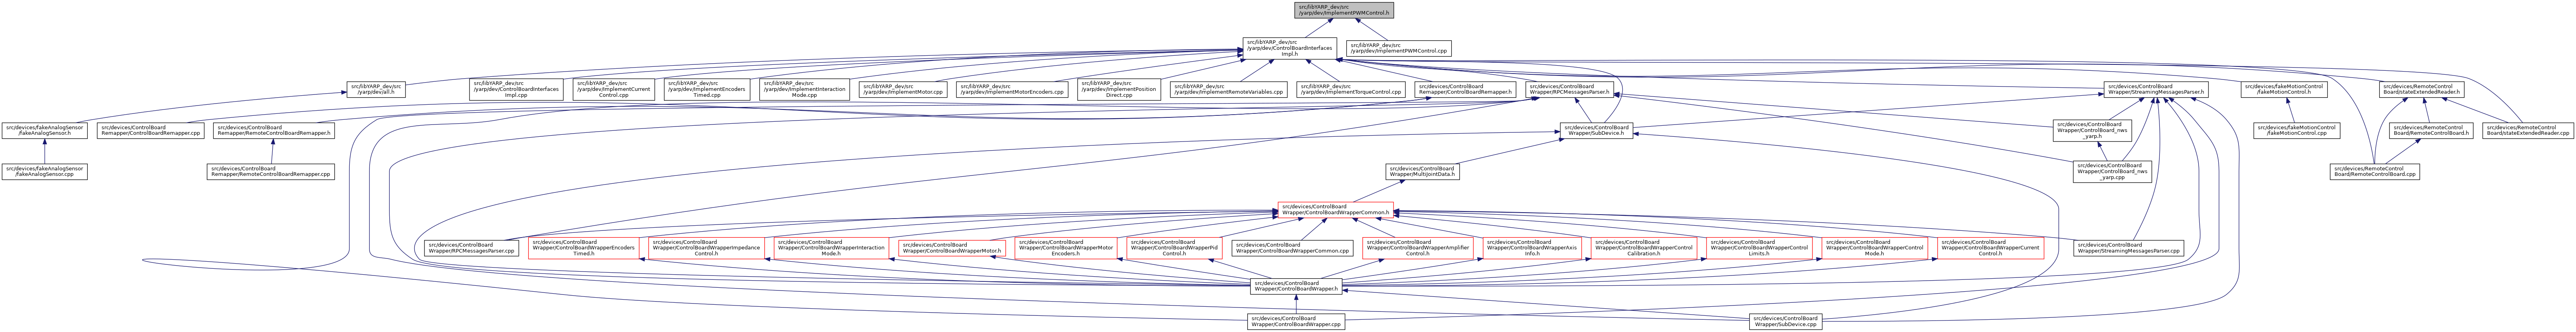 src/libYARP_dev/src
/yarp/dev/ImplementPWMControl.h
src/libYARP_dev/src
/yarp/dev/ControlBoardInterfaces
Impl.h
src/libYARP_dev/src
/yarp/dev/ImplementPWMControl.cpp
src/libYARP_dev/src
/yarp/dev/all.h
src/libYARP_dev/src
/yarp/dev/ControlBoardInterfaces
Impl.cpp
src/libYARP_dev/src
/yarp/dev/ImplementCurrent
Control.cpp
src/libYARP_dev/src
/yarp/dev/ImplementEncoders
Timed.cpp
src/libYARP_dev/src
/yarp/dev/ImplementInteraction
Mode.cpp
src/libYARP_dev/src
/yarp/dev/ImplementMotor.cpp
src/libYARP_dev/src
/yarp/dev/ImplementMotorEncoders.cpp
src/libYARP_dev/src
/yarp/dev/ImplementPosition
Direct.cpp
src/libYARP_dev/src
/yarp/dev/ImplementRemoteVariables.cpp
src/libYARP_dev/src
/yarp/dev/ImplementTorqueControl.cpp
src/devices/ControlBoard
Remapper/ControlBoardRemapper.h
src/devices/ControlBoard
Wrapper/RPCMessagesParser.h
src/devices/ControlBoard
Wrapper/StreamingMessagesParser.h
src/devices/fakeMotionControl
/fakeMotionControl.h
src/devices/RemoteControl
Board/stateExtendedReader.h
src/devices/fakeAnalogSensor
/fakeAnalogSensor.h
src/devices/ControlBoard
Remapper/ControlBoardRemapper.cpp
src/devices/ControlBoard
Remapper/RemoteControlBoardRemapper.h
src/devices/ControlBoard
Wrapper/SubDevice.h
src/devices/ControlBoard
Wrapper/ControlBoard_nws
_yarp.h
src/devices/fakeMotionControl
/fakeMotionControl.cpp
src/devices/RemoteControl
Board/RemoteControlBoard.h
src/devices/RemoteControl
Board/stateExtendedReader.cpp
src/devices/fakeAnalogSensor
/fakeAnalogSensor.cpp
src/devices/ControlBoard
Remapper/RemoteControlBoardRemapper.cpp
src/devices/ControlBoard
Wrapper/MultiJointData.h
src/devices/ControlBoard
Wrapper/ControlBoard_nws
_yarp.cpp
src/devices/RemoteControl
Board/RemoteControlBoard.cpp
src/devices/ControlBoard
Wrapper/ControlBoardWrapperCommon.h
src/devices/ControlBoard
Wrapper/RPCMessagesParser.cpp
src/devices/ControlBoard
Wrapper/ControlBoardWrapperEncoders
Timed.h
src/devices/ControlBoard
Wrapper/ControlBoardWrapperImpedance
Control.h
src/devices/ControlBoard
Wrapper/ControlBoardWrapperInteraction
Mode.h
src/devices/ControlBoard
Wrapper/ControlBoardWrapperMotor.h
src/devices/ControlBoard
Wrapper/ControlBoardWrapperMotor
Encoders.h
src/devices/ControlBoard
Wrapper/ControlBoardWrapperPid
Control.h
src/devices/ControlBoard
Wrapper/ControlBoardWrapperCommon.cpp
src/devices/ControlBoard
Wrapper/ControlBoardWrapperAmplifier
Control.h
src/devices/ControlBoard
Wrapper/ControlBoardWrapperAxis
Info.h
src/devices/ControlBoard
Wrapper/ControlBoardWrapperControl
Calibration.h
src/devices/ControlBoard
Wrapper/ControlBoardWrapperControl
Limits.h
src/devices/ControlBoard
Wrapper/ControlBoardWrapperControl
Mode.h
src/devices/ControlBoard
Wrapper/ControlBoardWrapperCurrent
Control.h
src/devices/ControlBoard
Wrapper/StreamingMessagesParser.cpp
src/devices/ControlBoard
Wrapper/ControlBoardWrapper.h
src/devices/ControlBoard
Wrapper/ControlBoardWrapper.cpp
src/devices/ControlBoard
Wrapper/SubDevice.cpp